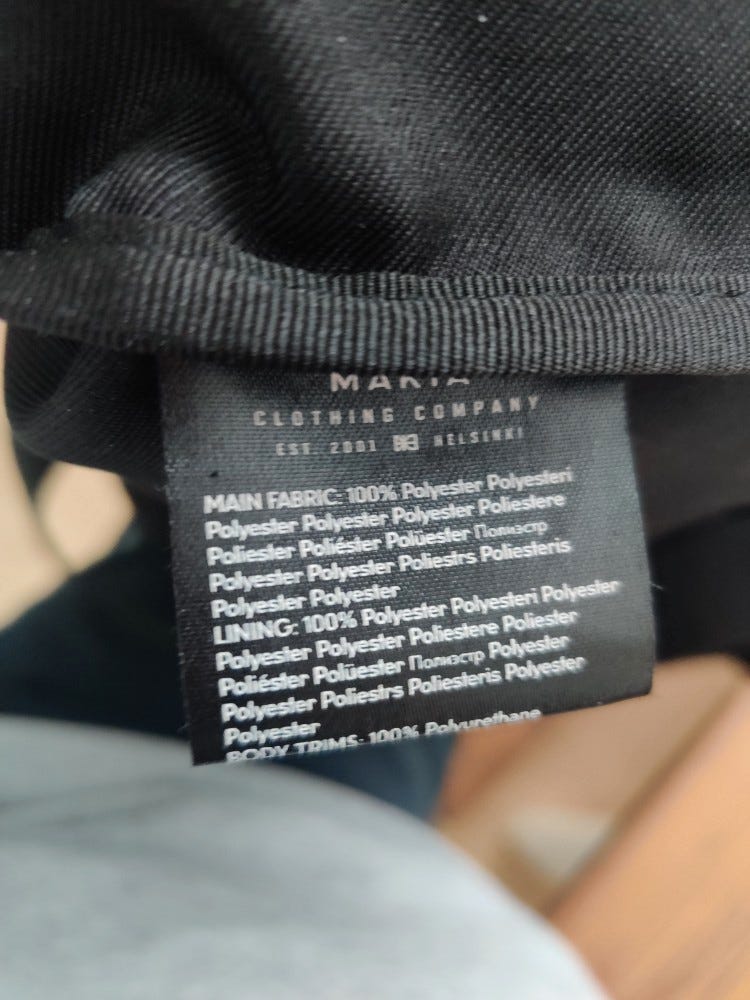 MAKIA
CLOTHING COMPANY
EST 2001 HELSINKI
MAIN FABRIC: 100% Polyester Polyesteri
Polyester Polyester Polyester Poliestere
Poliester Poliéster Polüester Полиэстр
Polyester Polyester Poliestrs Poliesteris
Polyester Polyester
LINING: 100% Polyester Polyesteri Polyester
Polyester Polyester Poliestere Poliester
Poliéster Polüester Полиэстр Polyester
Polyester Poliestrs Poliesteris Polyester
Polyester
BODY TRIMS: 100% Polyurethane